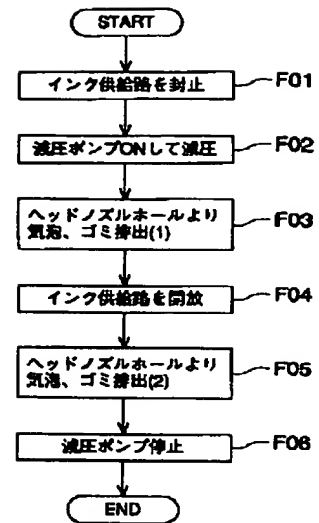 START
インク供給路を封止
F01
減圧ポンプONして減圧
F02
ヘッドノズルホールより
気泡、ゴミ排出(1)
F03
インク供給路を開放
F04
ヘッドノズルホールより
気泡、ゴミ排出(2)
F05
減圧ポンプ停止
F06
END